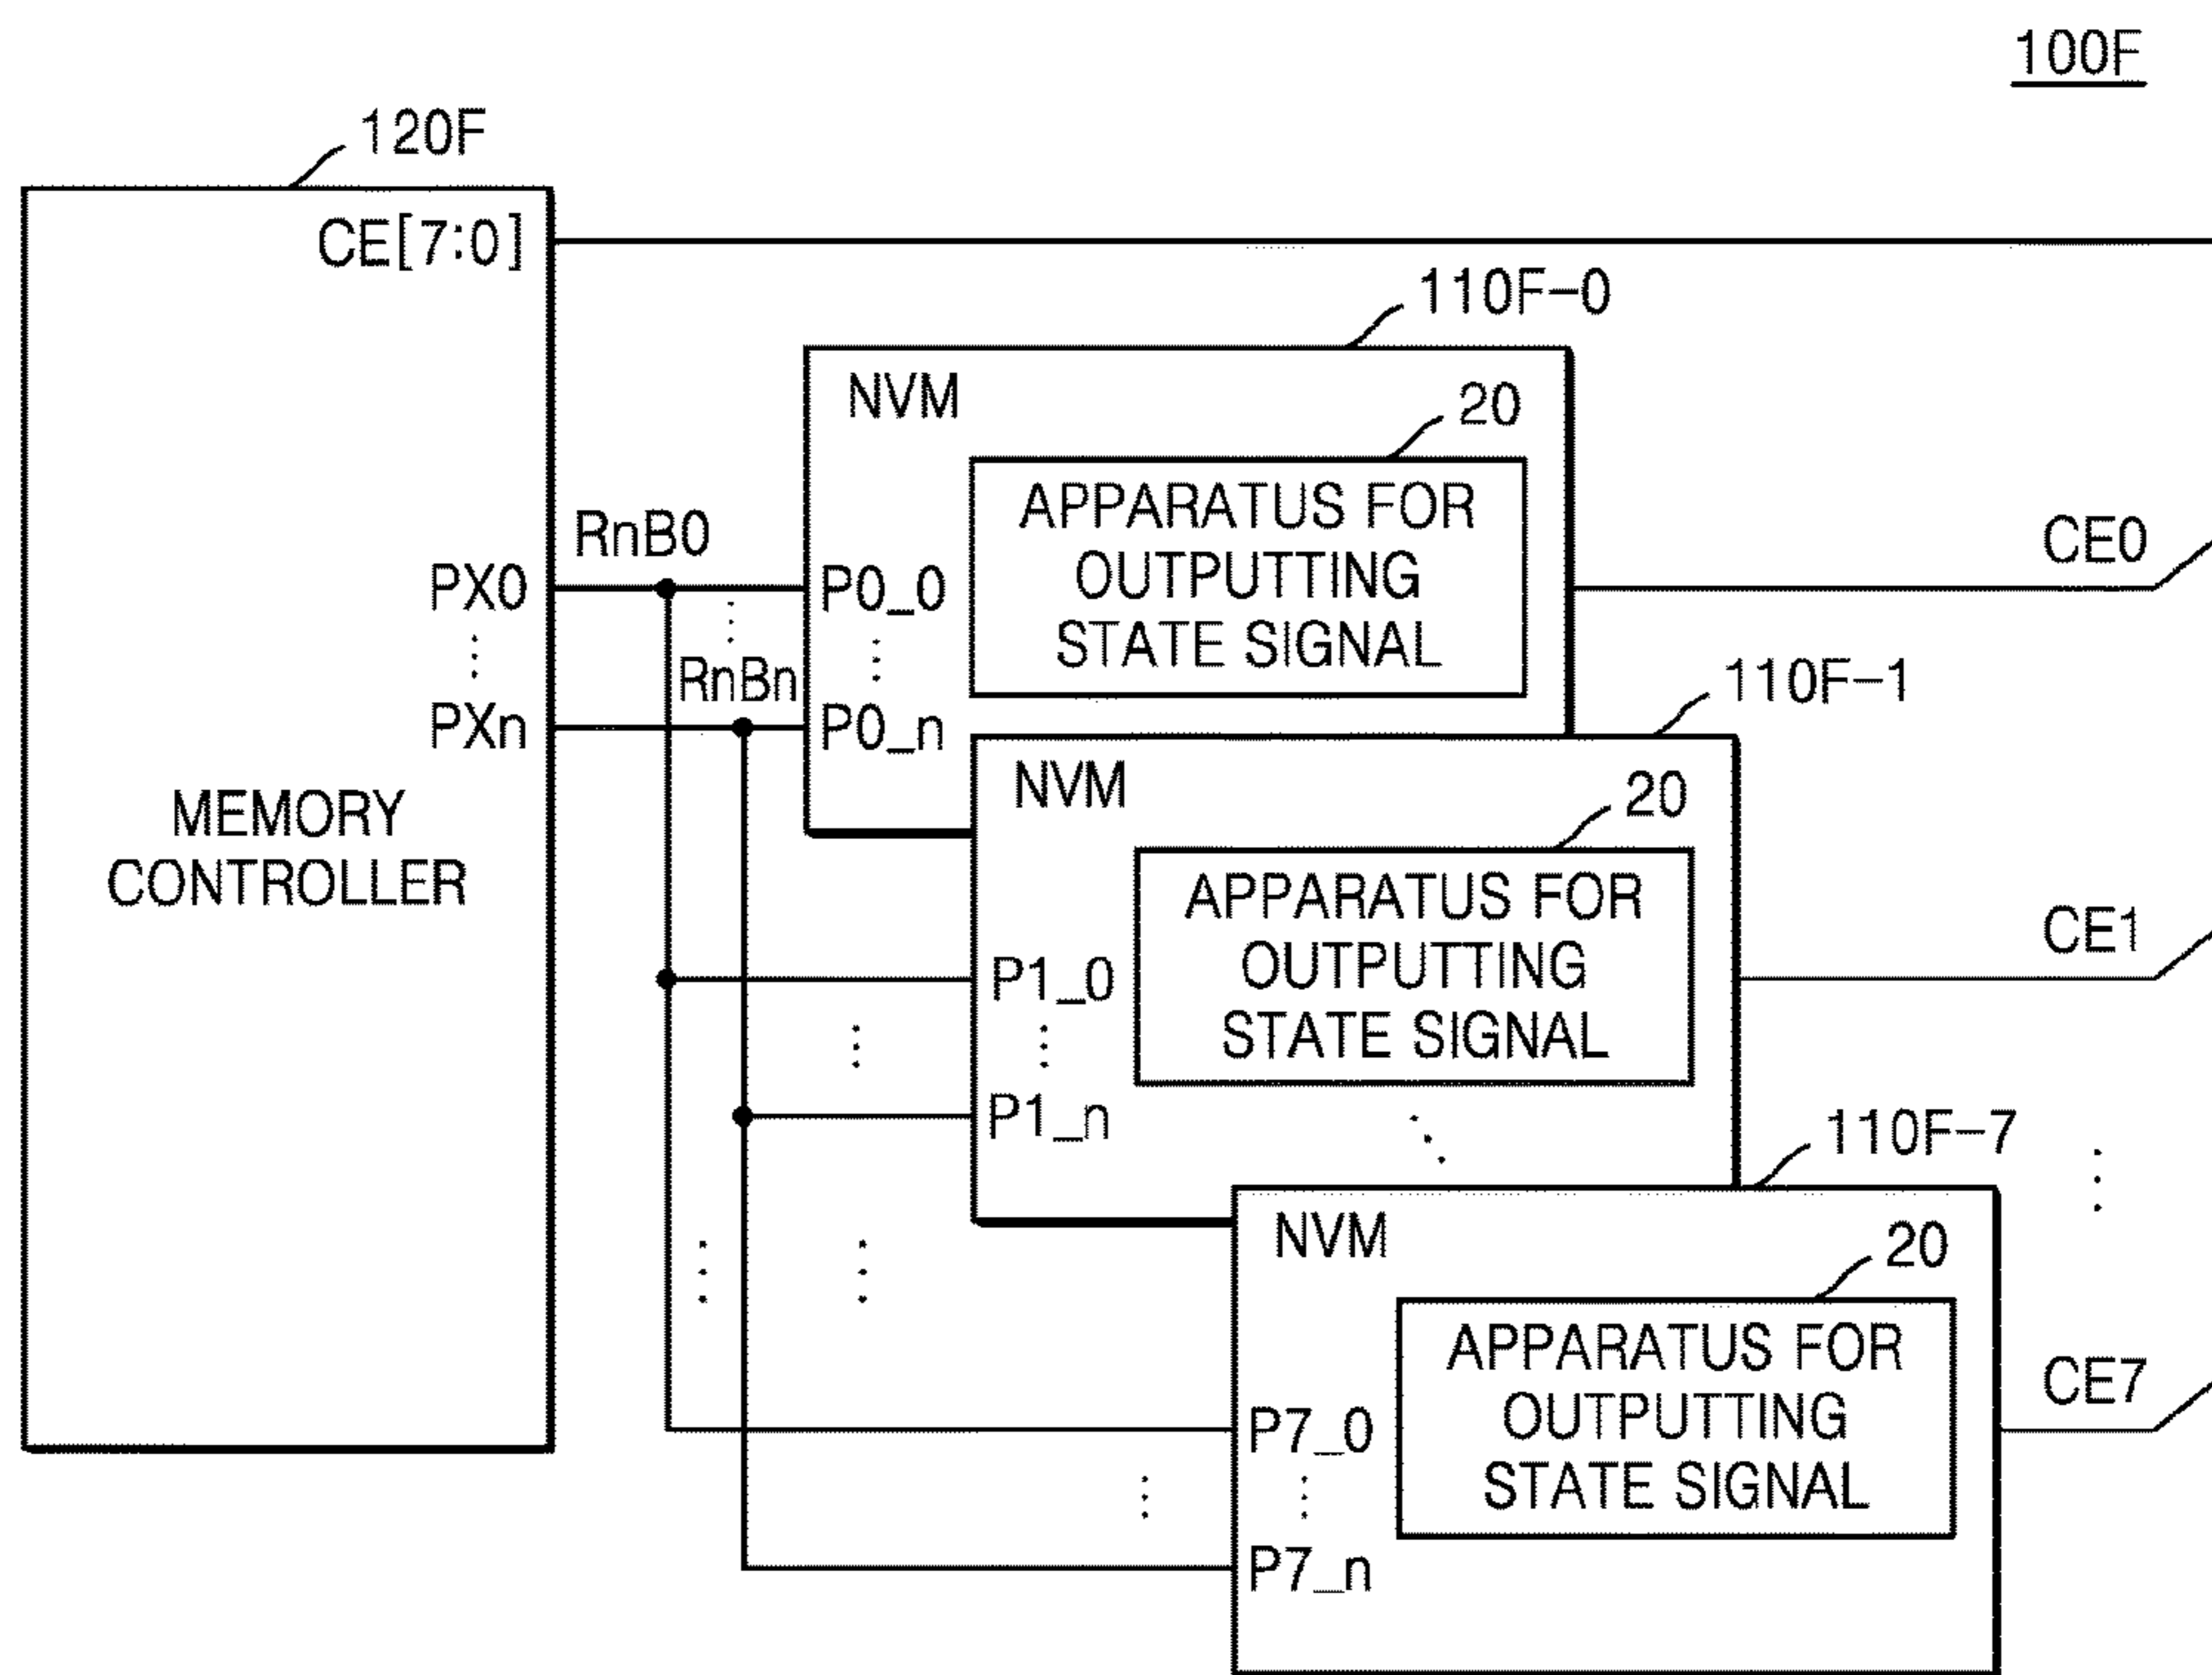 100F
120F
CE[7:0]
110F-0
NVM
20
APPARATUS FOR
OUTPUTTING
STATE SIGNAL
CE0
RnB0
PX0
P0_0
RnBn
PXn
P0_n
MEMORY
CONTROLLER
110F-1
NVM
20
APPARATUS FOR
OUTPUTTING
STATE SIGNAL
CE1
P1_0
P1_n
110F-7
NVM
20
APPARATUS FOR
OUTPUTTING
STATE SIGNAL
CE7
P7_0
P7_n